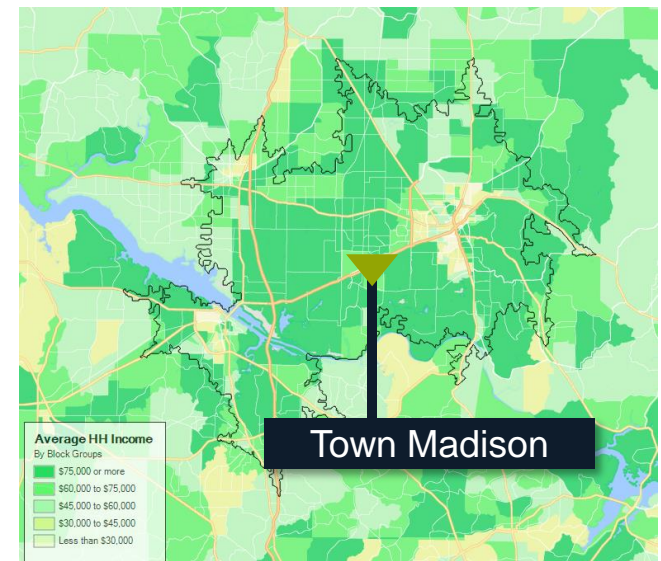 Town Madison
Average HH Income
By Block Groups
$75,000 or more
$60,000 to $75,000
$45,000 to $60,000
$30,000 to $45,000
Less than $30,000